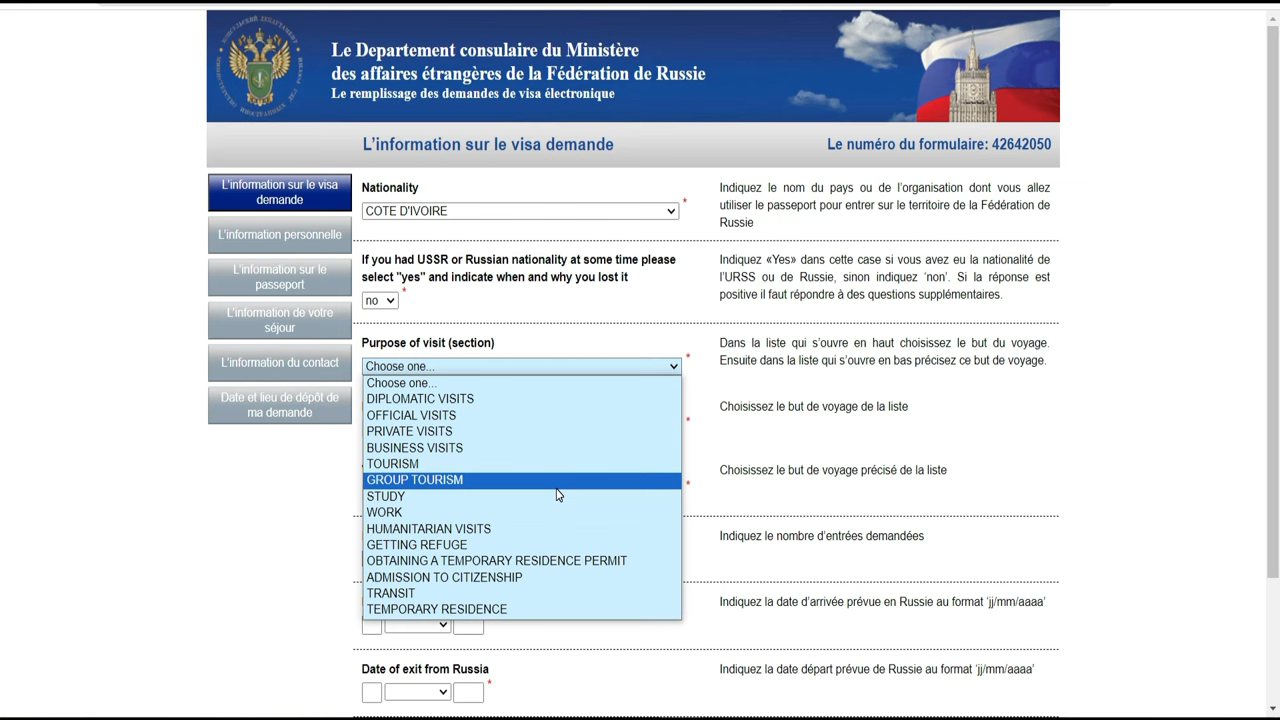 Le Departement consulaire du Ministère
des affaires étrangères de la Fédération de Russie
Le remplissage des demandes de visa électronique
L’information sur le visa demande
Le numéro du formulaire: 42642050
L’information sur le visa
demande
L’information personnelle
L’information sur le
passeport
L’information de votre
séjour
L’information du contact
Date et lieu de dépôt de
ma demande
Nationality
COTE D'IVOIRE
*
Indiquez le nom du pays ou de l’organisation dont vous allez
utiliser le passeport pour entrer sur le territoire de la Fédération de
Russie
If you had USSR or Russian nationality at some time please
select "yes" and indicate when and why you lost it
no
*
Indiquez «Yes» dans cette case si vous avez eu la nationalité de
l’URSS ou de Russie, sinon indiquez ‘non’. Si la réponse est
positive il faut répondre à des questions supplémentaires.
Purpose of visit (section)
Choose one...
*
Dans la liste qui s’ouvre en haut choisissez le but du voyage.
Ensuite dans la liste qui s’ouvre en bas précisez ce but de voyage.
Choose one...
DIPLOMATIC VISITS
OFFICIAL VISITS
PRIVATE VISITS
BUSINESS VISITS
TOURISM
GROUP TOURISM
STUDY
WORK
HUMANITARIAN VISITS
GETTING REFUGE
OBTAINING A TEMPORARY RESIDENCE PERMIT
ADMISSION TO CITIZENSHIP
TRANSIT
TEMPORARY RESIDENCE
*
Choisissez le but de voyage de la liste
*
Choisissez le but de voyage précisé de la liste
Indiquez le nombre d’entrées demandées
Indiquez la date d’arrivée prévue en Russie au format ‘jj/mm/aaaa’
Date of exit from Russia
*
Indiquez la date départ prévue de Russie au format ‘jj/mm/aaaa’